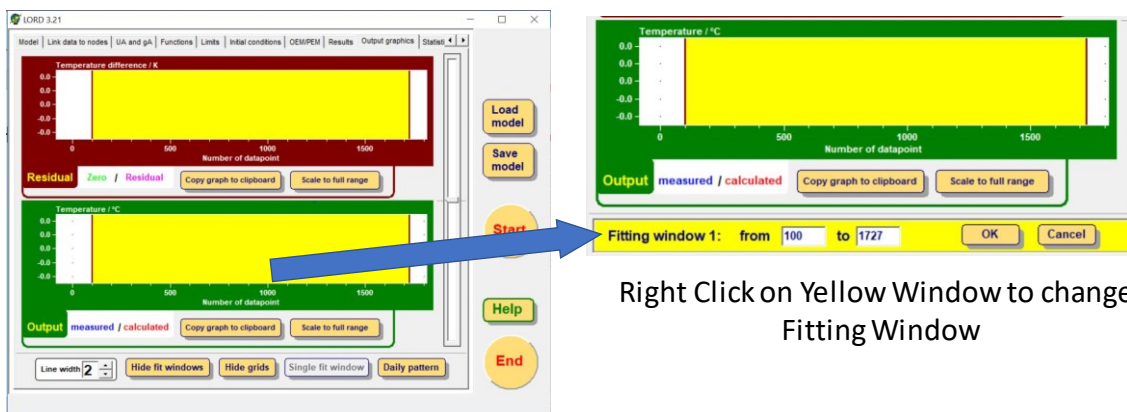 LORD 3.21
Model
Link data to nodes
UA and gA
Functions
Limits
Initial conditions
OEM/PEM
Results
Output graphics
Temperature difference / K
0.0
0.0
0.0
-0.0
-0.0
0 500 1000 1500
Number of datapoint
Residual Zero / Residual Copy graph to clipboard Scale to full range
Temperature / °C
0.0
0.0
0.0
-0.0
-0.0
0 500 1000 1500
Number of datapoint
Output measured / calculated Copy graph to clipboard Scale to full range
Line width 2 Hide fit windows Hide grids Single fit window Daily pattern
Load
model
Save
model
Start
Help
End
Temperature / °C
0.0
0.0
0.0
-0.0
-0.0
0 500 1000 1500
Number of datapoint
Output measured / calculated Copy graph to clipboard Scale to full range
Fitting window 1: from 100 to 1727 OK Cancel
Right Click on Yellow Window to change
Fitting Window